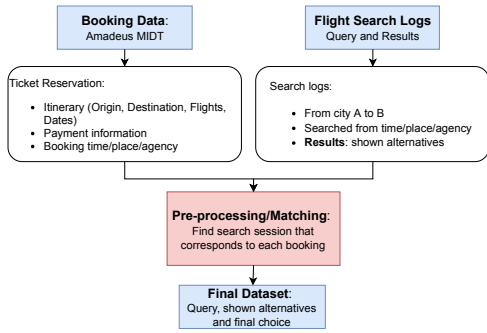 Booking Data:
Amadeus MIDT
Flight Search Logs
Query and Results
Ticket Reservation:
• Itinerary (Origin, Destination, Flights,
Dates)
• Payment information
• Booking time/place/agency
Search logs:
• From city A to B
• Searched from time/place/agency
• Results: shown alternatives
Pre-processing/Matching:
Find search session that
corresponds to each booking
Final Dataset:
Query, shown alternatives
and final choice